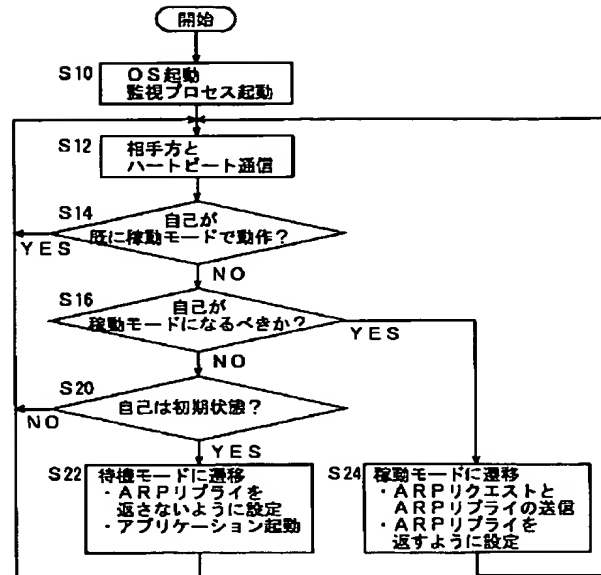 開始
S10
OS起動
監視プロセス起動
S12
相手方と
ハートビート通信
S14
自己が
既に稼動モードで動作？
YES
NO
S16
自己が
稼動モードになるべきか？
YES
NO
S20
自己は初期状態？
NO
YES
S22
待機モードに遷移
・ARPリプライを
返さないように設定
・アプリケーション起動
S24
稼動モードに遷移
・ARPリクエストと
ARPリプライの送信
・ARPリプライを
返すように設定